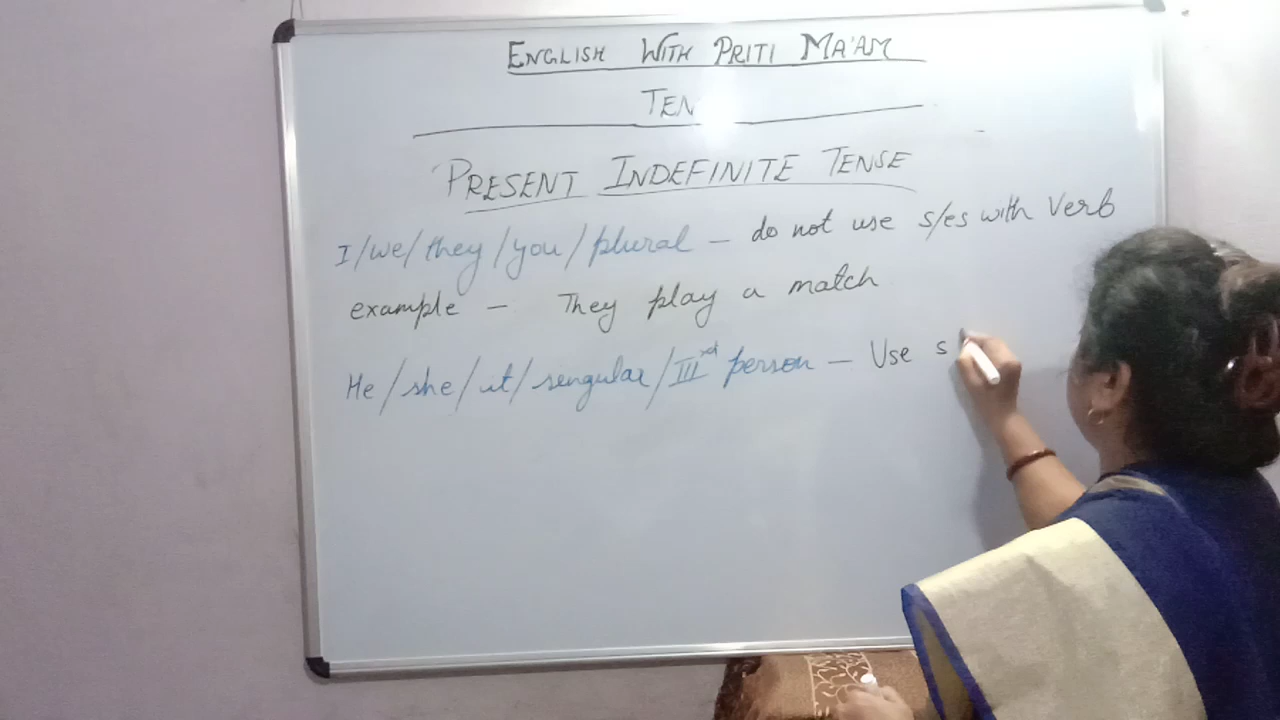 ENGLISH WITH PRITI MA'AM
TEN
PRESENT INDEFINITE TENSE
I/we/they/you/plural - do not use s/es with Verb
example - They play a match
He/she/it/sengular/IIIrd person - Use s